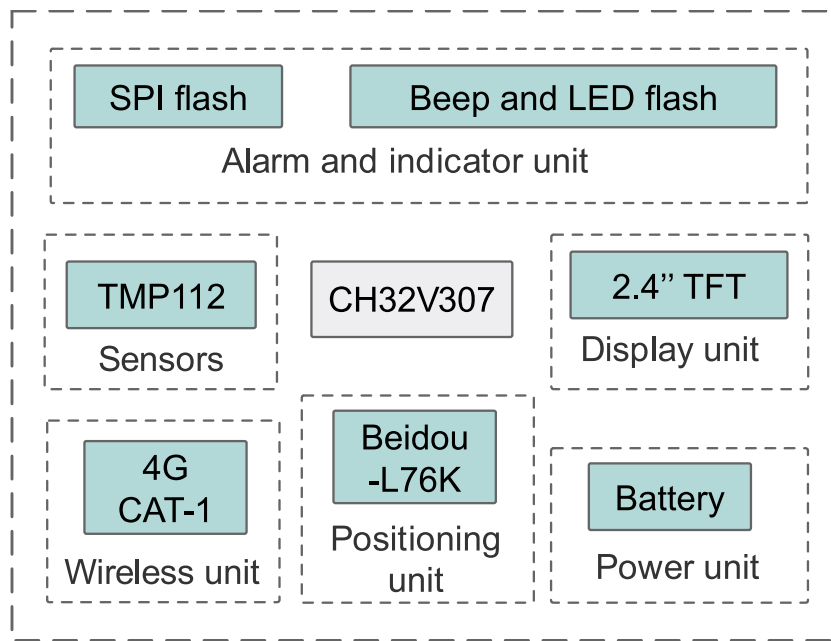 SPI flash
Beep and LED flash
Alarm and indicator unit
TMP112
Sensors
CH32V307
2.4’’ TFT
Display unit
4G
CAT-1
Wireless unit
Beidou
-L76K
Positioning
unit
Battery
Power unit